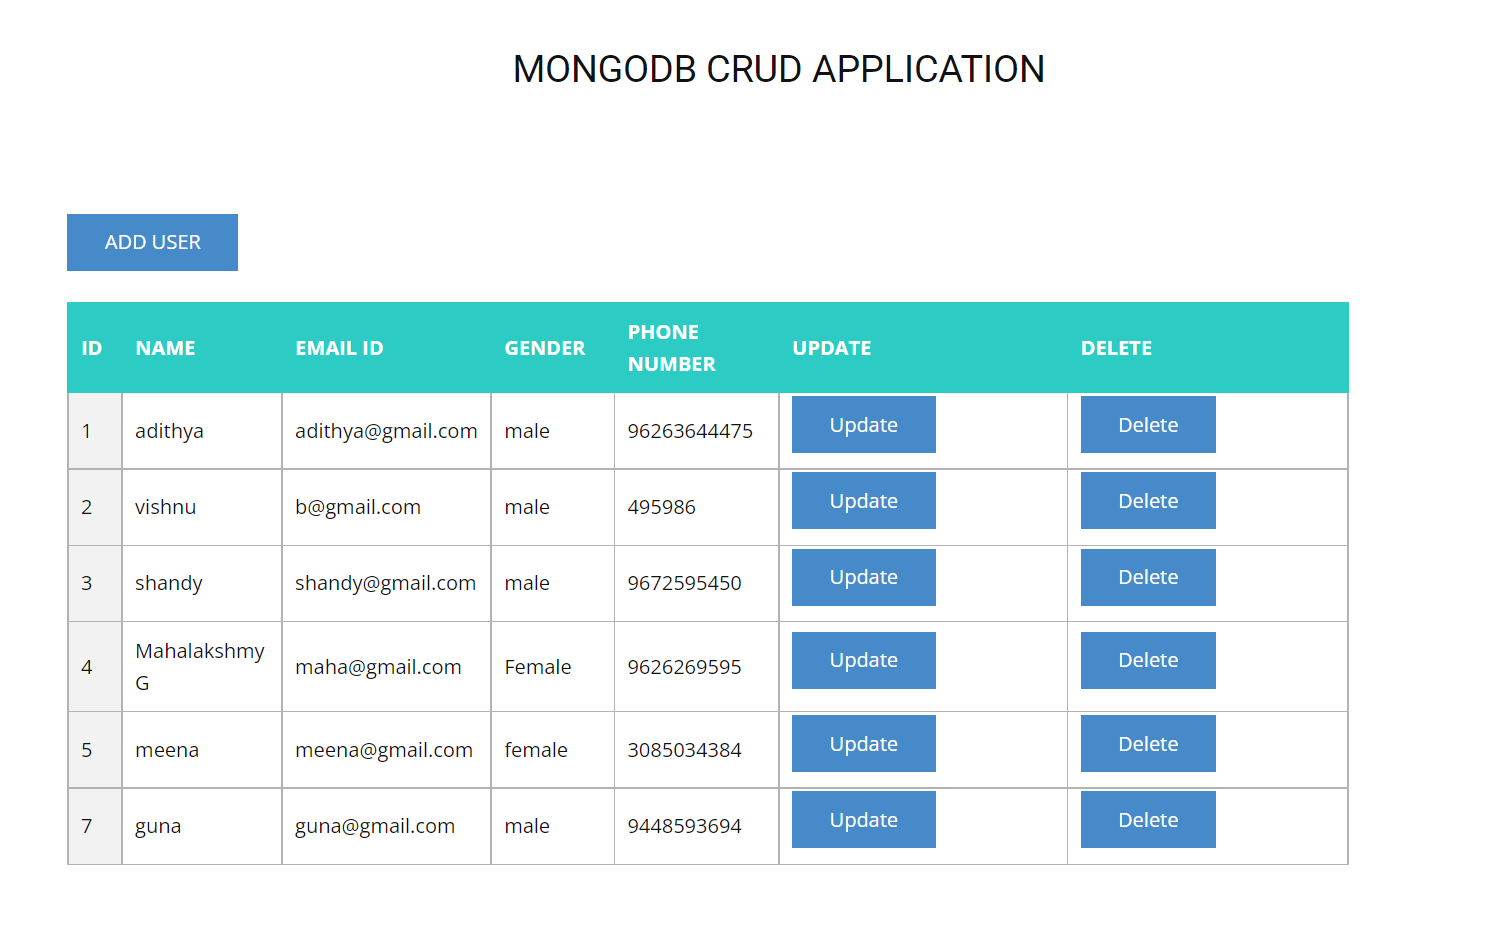 MONGODB CRUD APPLICATION
ADD USER
ID NAME EMAIL ID GENDER PHONE NUMBER UPDATE DELETE
1 adithya adithya@gmail.com male 96263644475 Update Delete
2 vishnu b@gmail.com male 495986 Update Delete
3 shandy shandy@gmail.com male 9672595450 Update Delete
4 Mahalakshmy G maha@gmail.com Female 9626269595 Update Delete
5 meena meena@gmail.com female 3085034384 Update Delete
7 guna guna@gmail.com male 9448593694 Update Delete